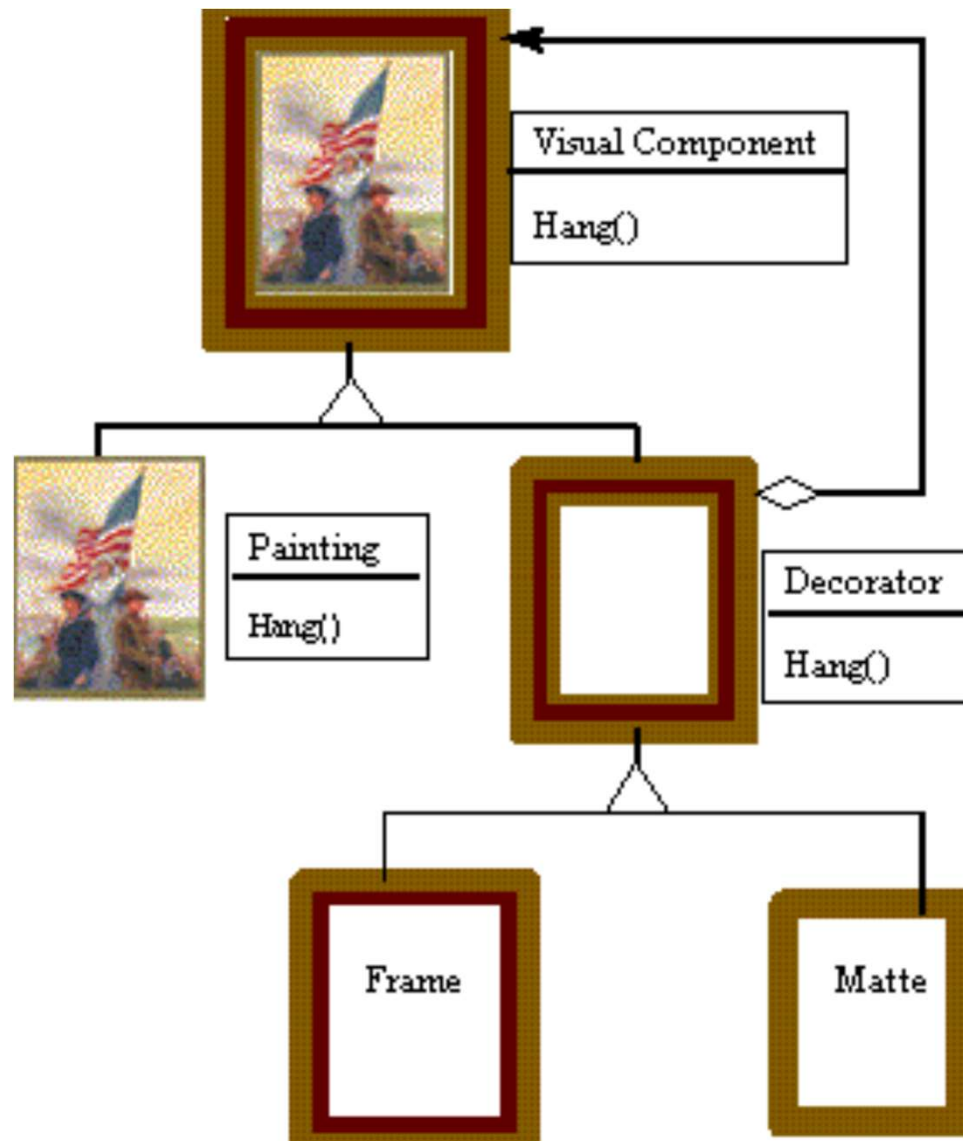 Visual Component
Hang()
Painting
Hang()
Decorator
Hang()
Frame
Matte